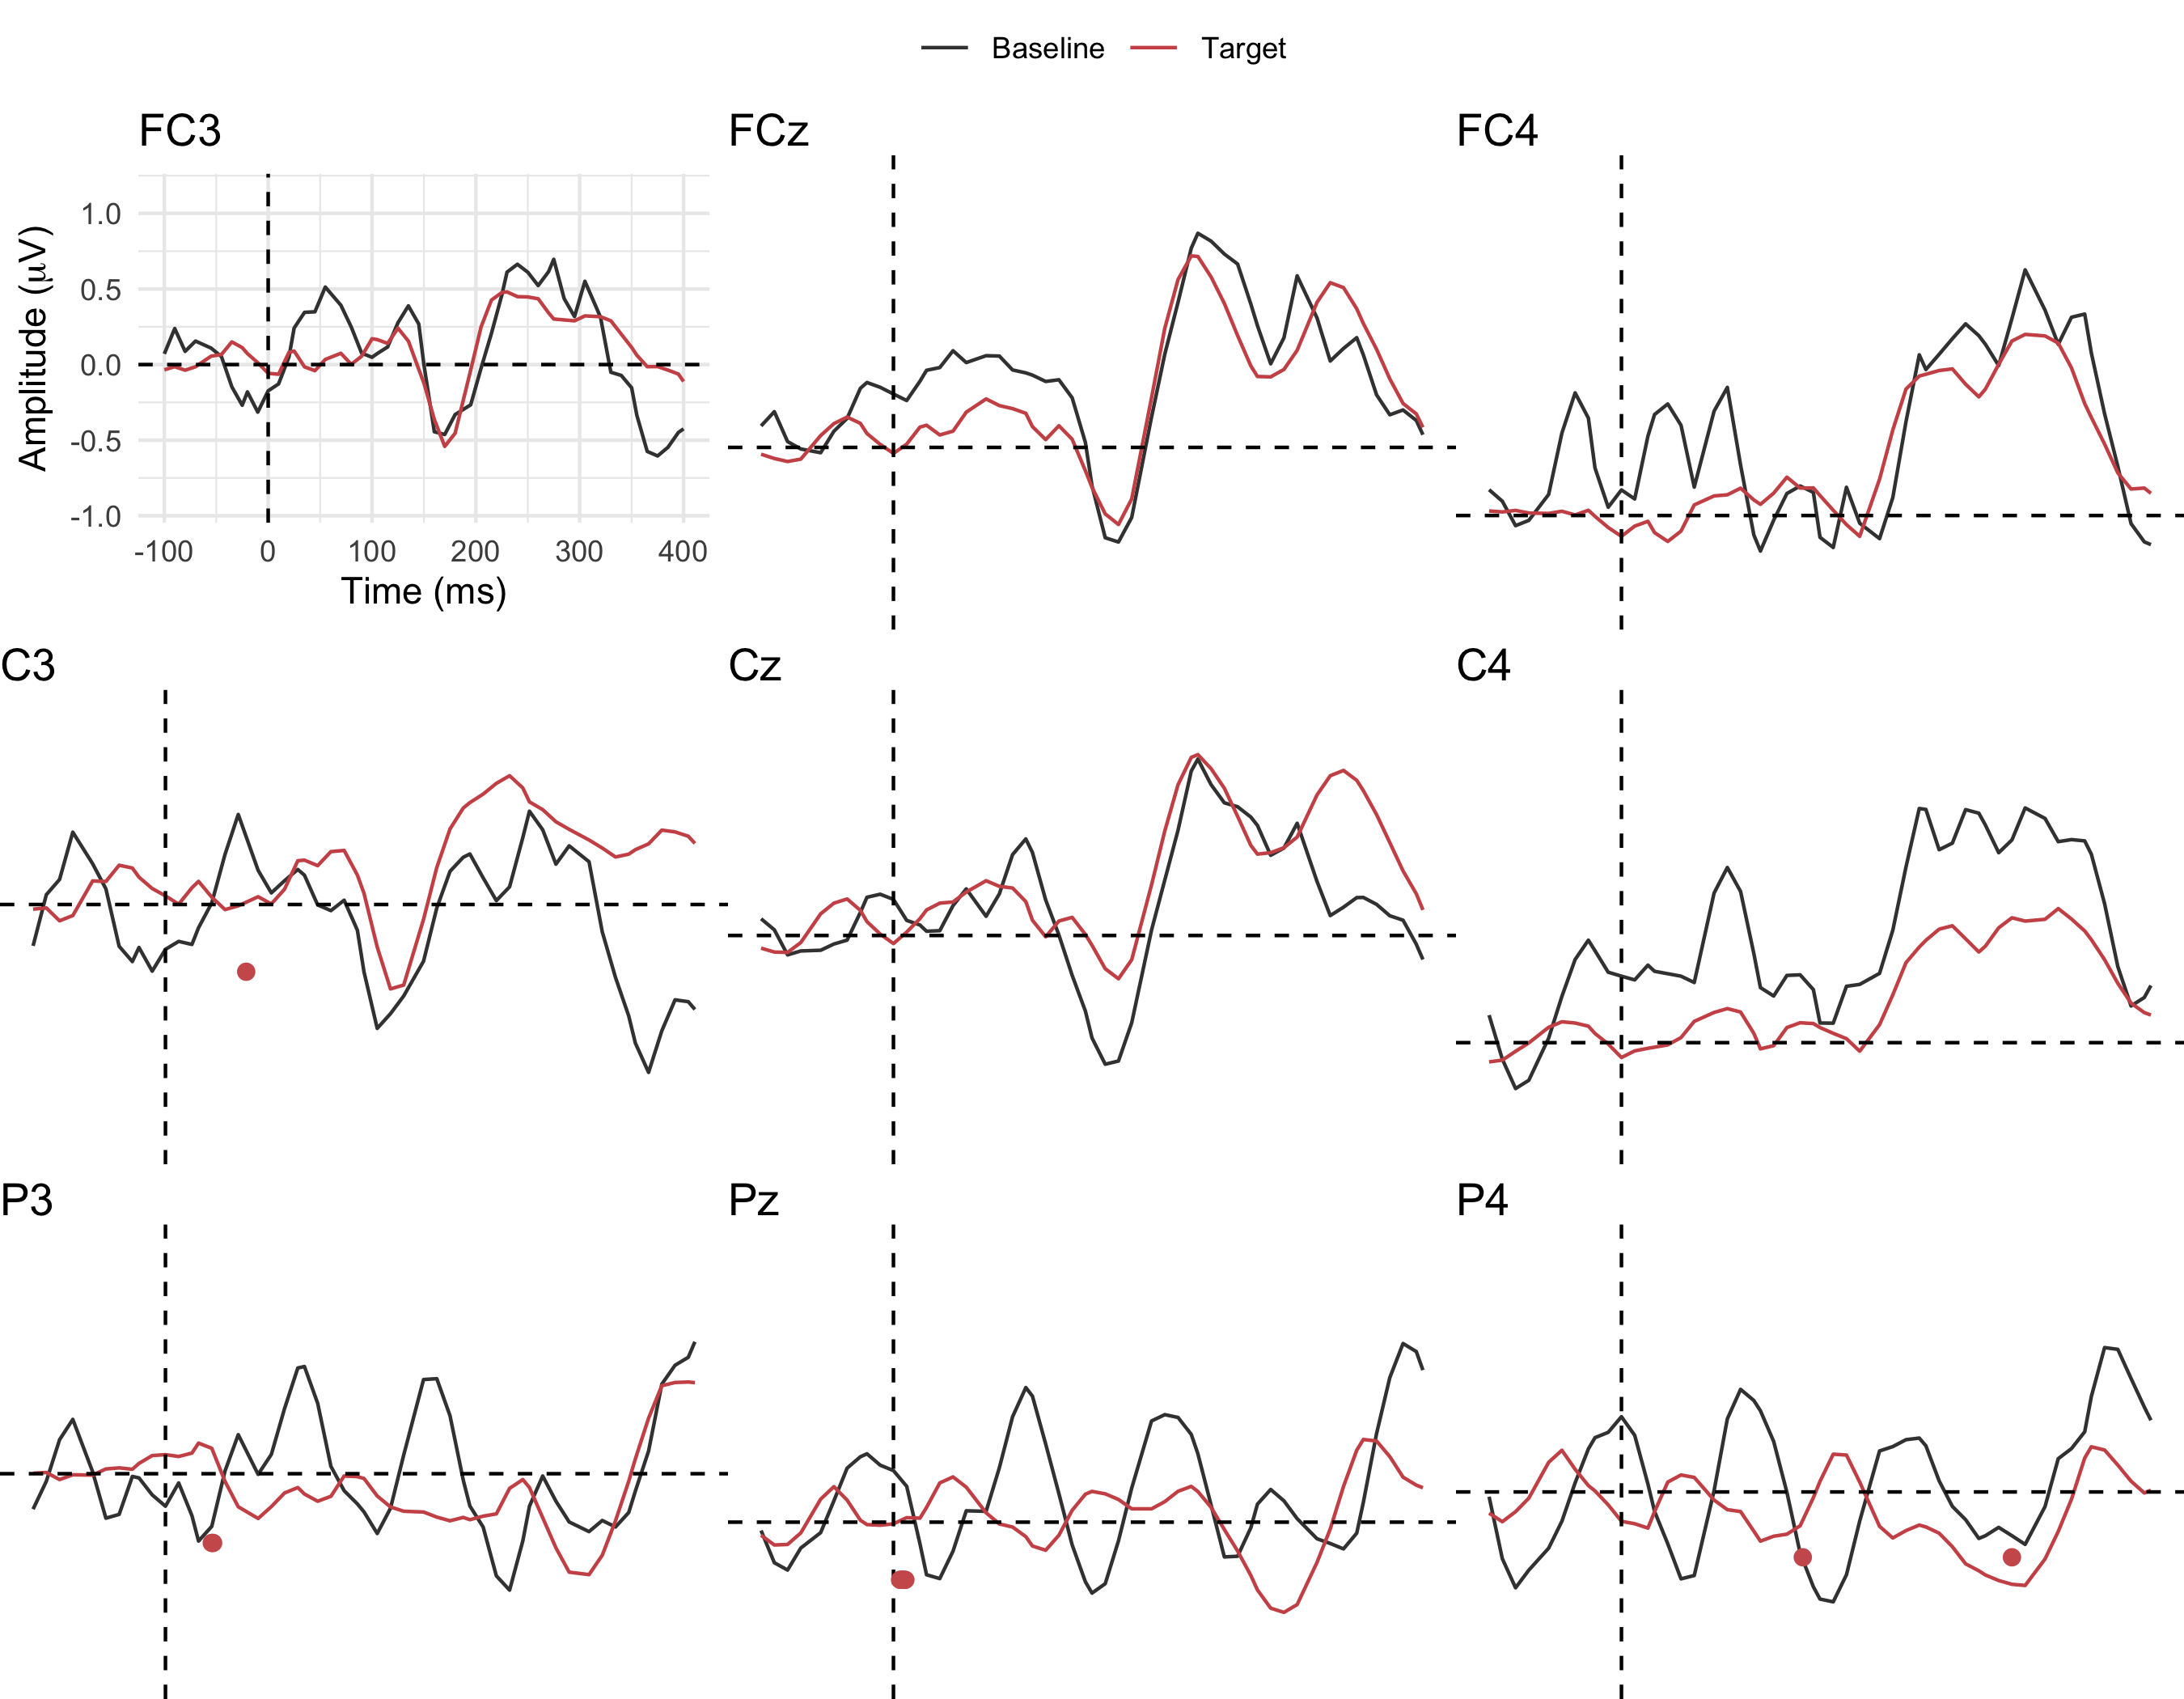 Baseline Target
FC3
FCz
FC4
Amplitude (μV)
1.0
0.5
0.0
-0.5
-1.0
-100 0 100 200 300 400
Time (ms)
C3
Cz
C4
P3
Pz
P4